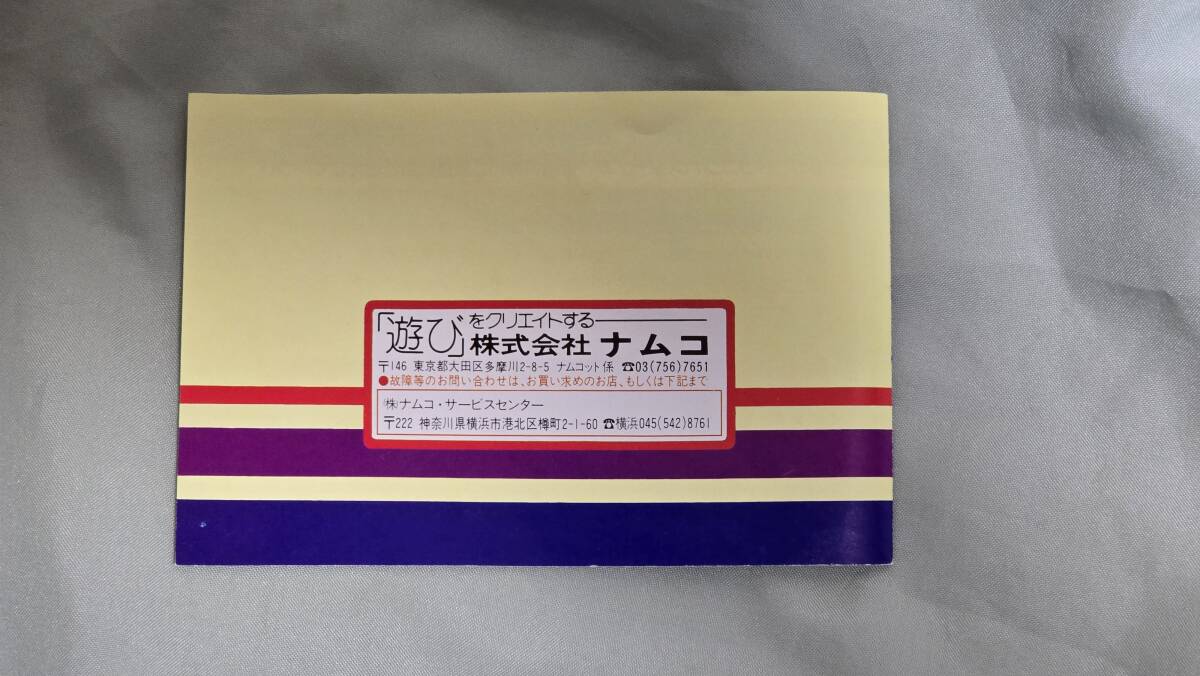 「遊び」をクリエイトする――
株式会社 ナムコ
〒146 東京都大田区多摩川2-8-5 ナムコット係 ☎03(756)7651
●故障等のお問い合わせは、お買い求めのお店、もしくは下記まで
㈱ナムコ・サービスセンター
〒222 神奈川県横浜市港北区樽町2-1-60 ☎横浜045(542)8761